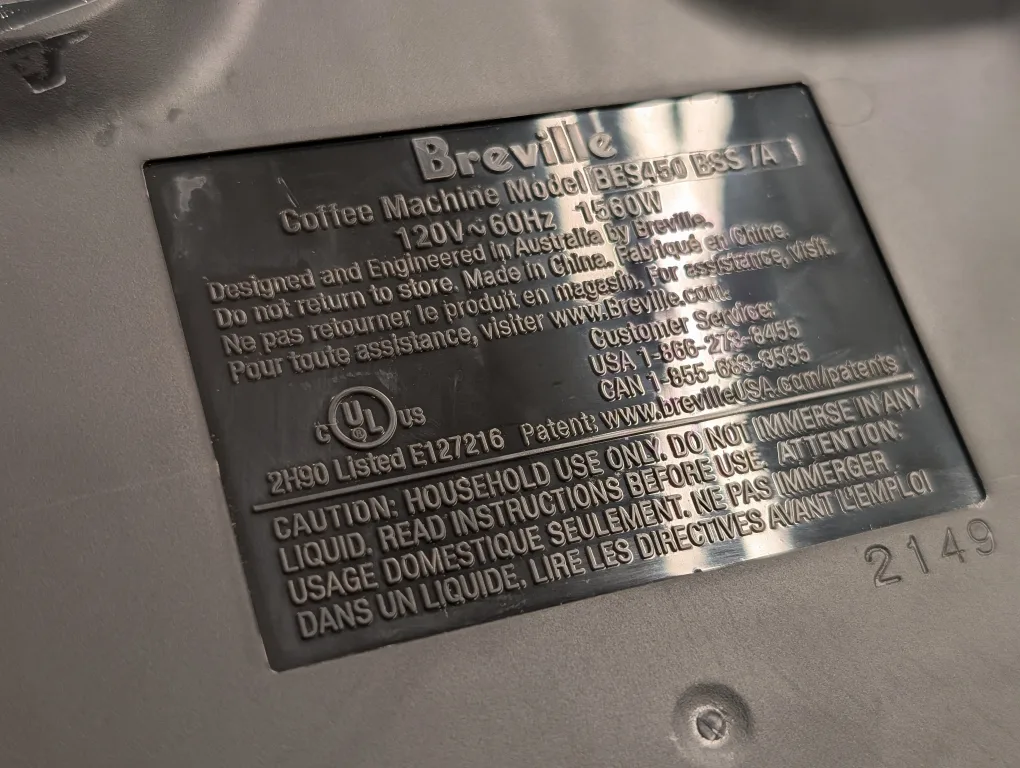 Breville
Coffee Machine Model BES450 BSS /A
120V~60Hz 1560W
Designed and Engineered in Australia by Breville.
Do not return to store. Made in China. Fabriqué en Chine.
Ne pas retourner le produit en magasin. For assistance, visit.
Pour toute assistance, visiter www.Breville.com.
Customer Service:
USA 1-866-273-8455
CAN 1-855-683-3535
C UL ® US
2H90 Listed E127216 Patent; www.brevilleUSA.com/patents
CAUTION: HOUSEHOLD USE ONLY. DO NOT IMMERSE IN ANY
LIQUID. READ INSTRUCTIONS BEFORE USE. ATTENTION:
USAGE DOMESTIQUE SEULEMENT. NE PAS IMMERGER
DANS UN LIQUIDE, LIRE LES DIRECTIVES AVANT L'EMPLOI
2149